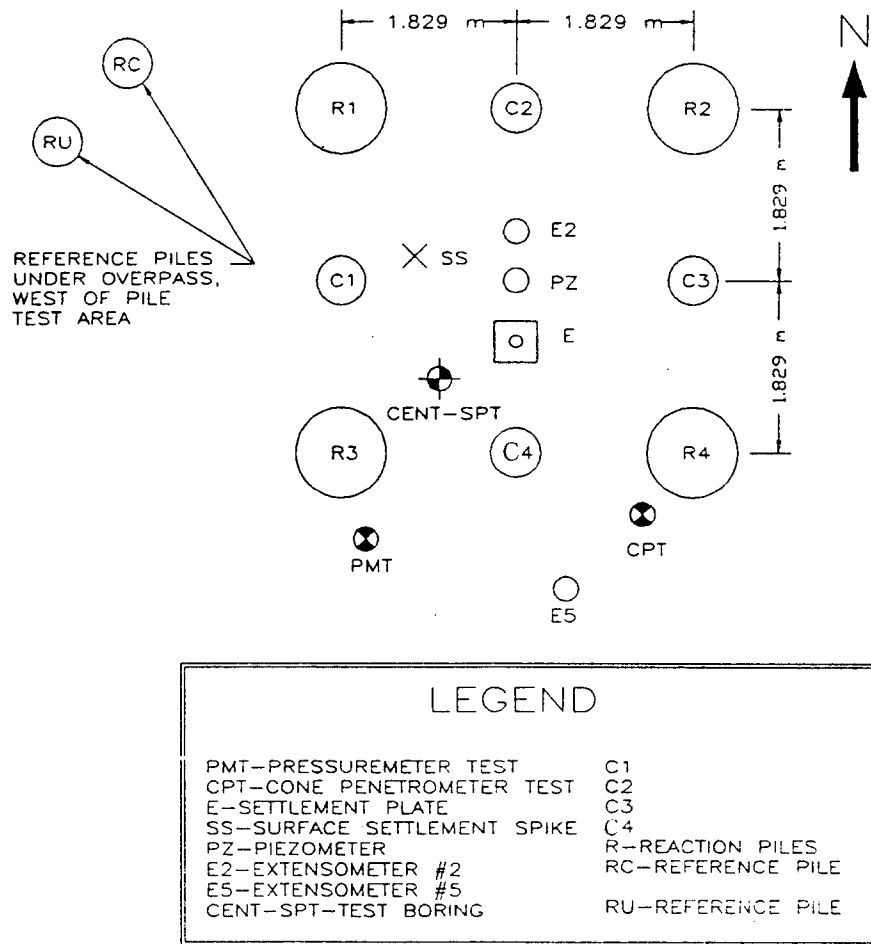 1.829 m 1.829 m
N
RC
R1 C2 R2
RU
1.829 m
E2
REFERENCE PILES
UNDER OVERPASS,
WEST OF PILE
TEST AREA
SS
C1 PZ C3
E
1.829 m
CENT-SPT
R3 C4 R4
PMT CPT
E5
LEGEND
PMT-PRESSUREMETER TEST C1
CPT-CONE PENETROMETER TEST C2
E-SETTLEMENT PLATE C3
SS-SURFACE SETTLEMENT SPIKE C4
PZ-PIEZOMETER R-REACTION PILES
E2-EXTENSOMETER #2 RC-REFERENCE PILE
E5-EXTENSOMETER #5
CENT-SPT-TEST BORING RU-REFERENCE PILE